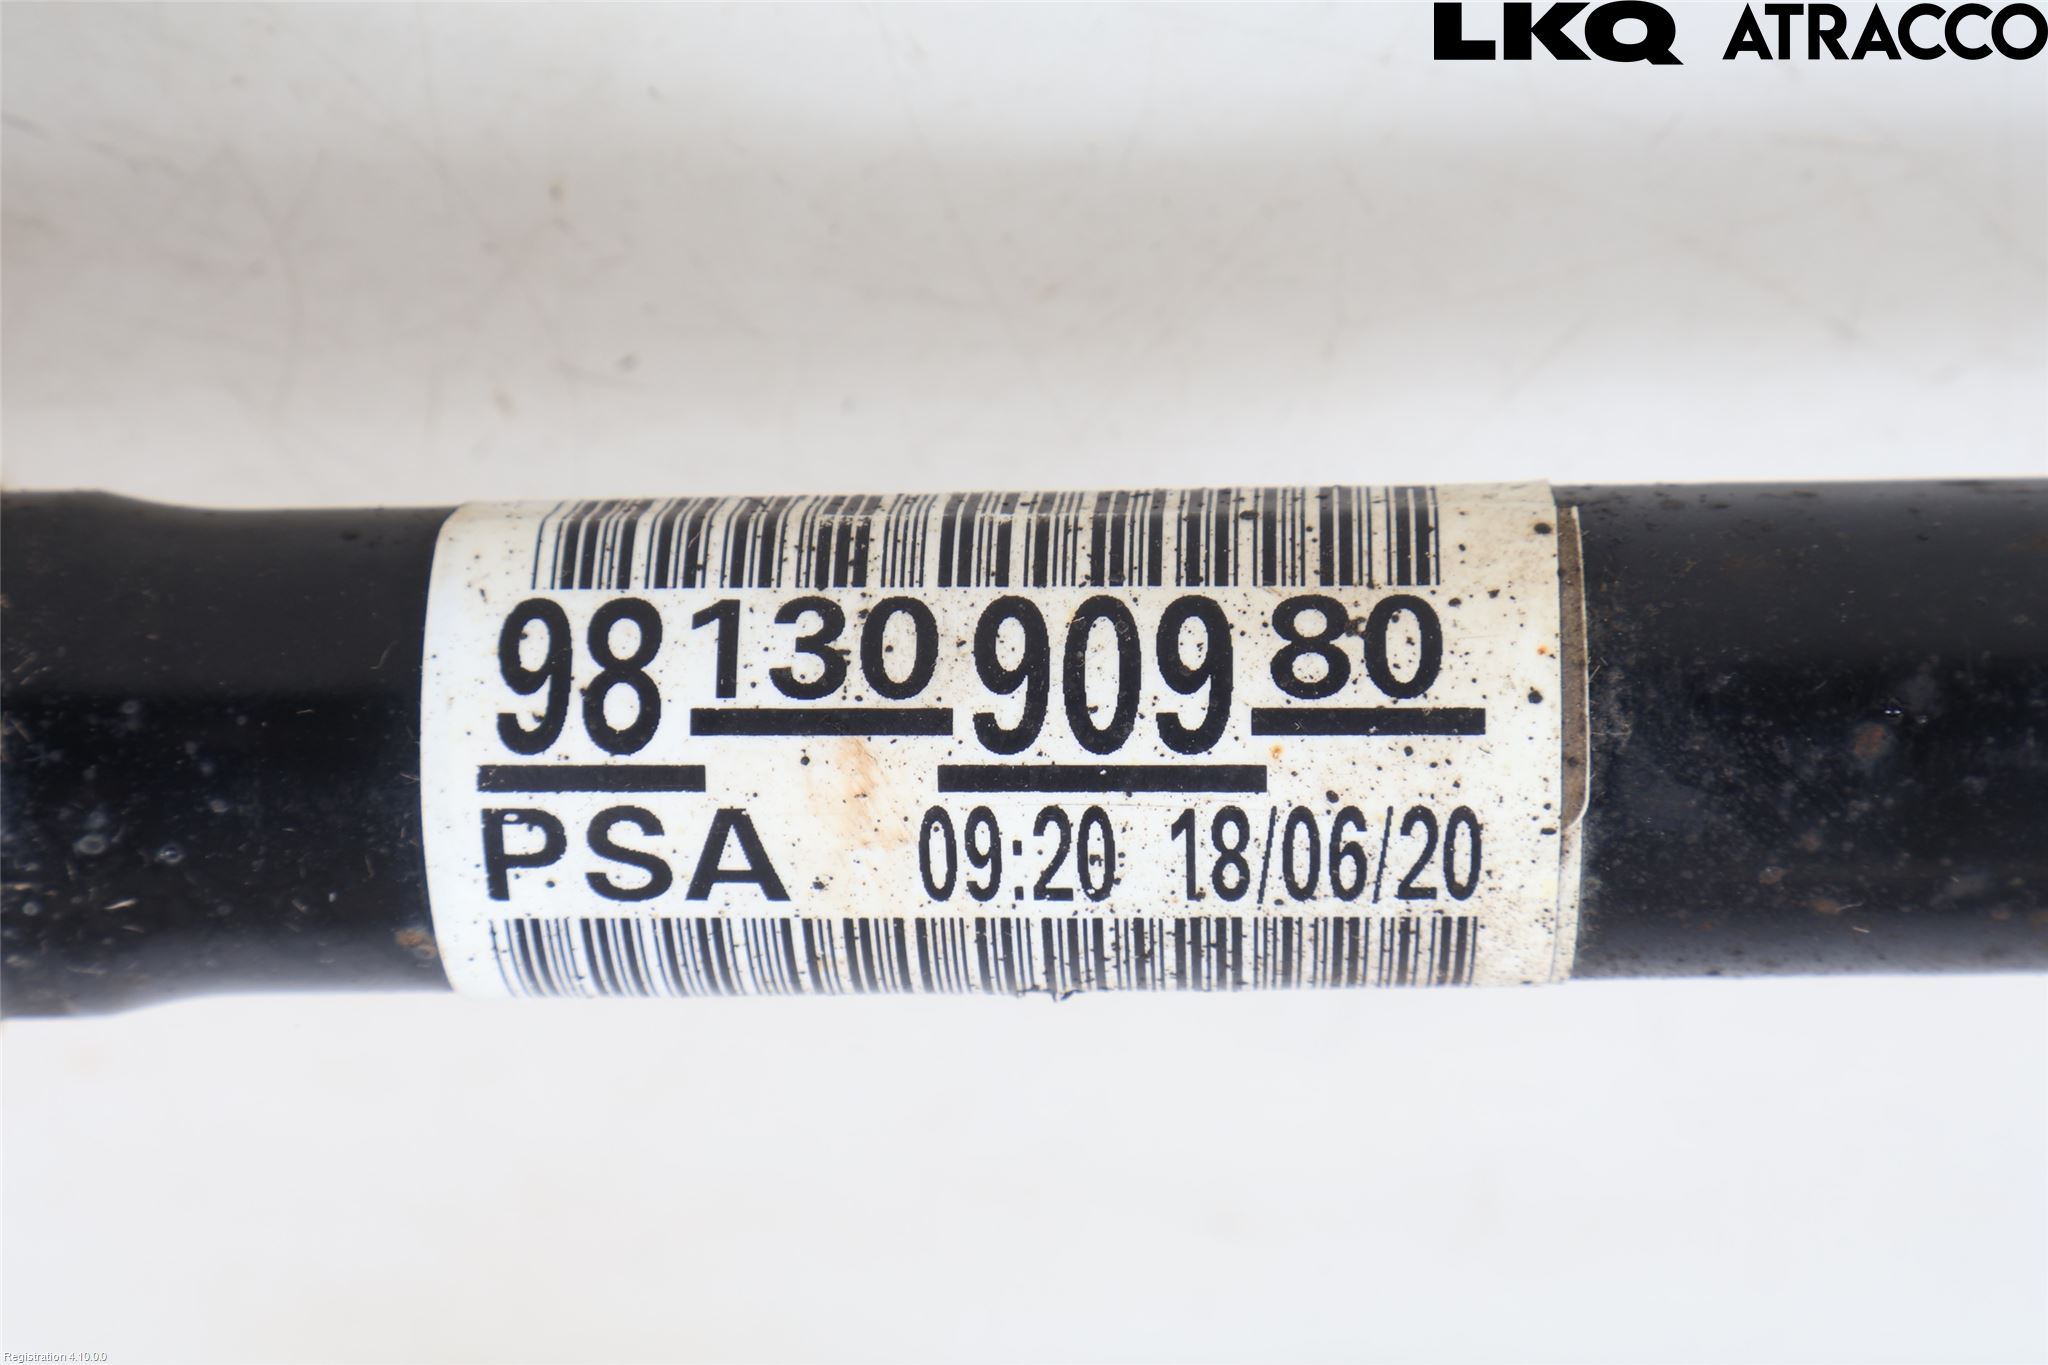 LKQ ATRACCO
98 130 909 80
PSA 09:20 18/06/20
Registration 4.10.0.0